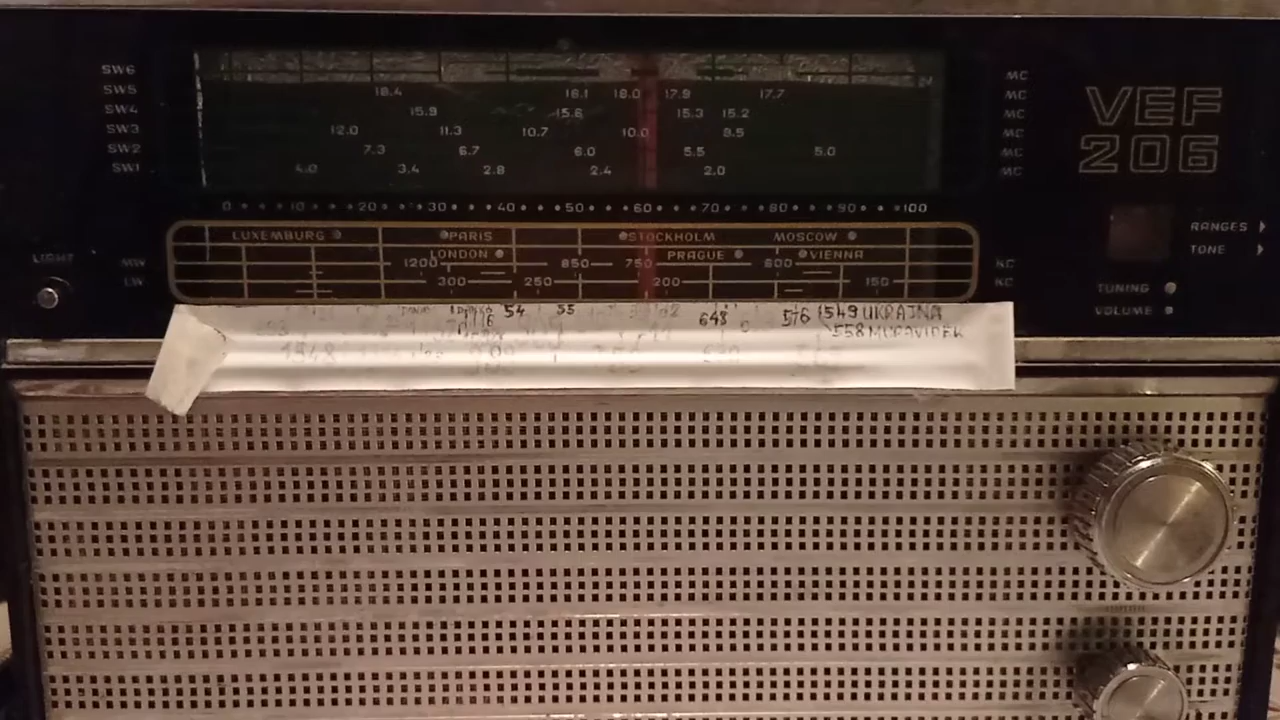 SW6 MC
SW5 18.4 18.1 18.0 17.9 17.7 MC
SW4 15.9 15.6 15.3 15.2 MC
SW3 12.0 11.3 10.7 10.0 9.5 MC
SW2 7.3 6.7 6.0 5.5 5.0 MC
SW1 4.0 3.4 2.8 2.4 2.0 MC
VEF
206
0 10 20 30 40 50 60 70 80 90 100
RANGES
TONE
LUXEMBURG PARIS STOCKHOLM MOSCOW
LONDON PRAGUE VIENNA
LIGHT
MW 1200 850 750 600 KC
LW 300 250 200 150 KC
TUNING
VOLUME
54 55 648 576 1549 UKRAJNA
558 MURAVIDÉK
1548